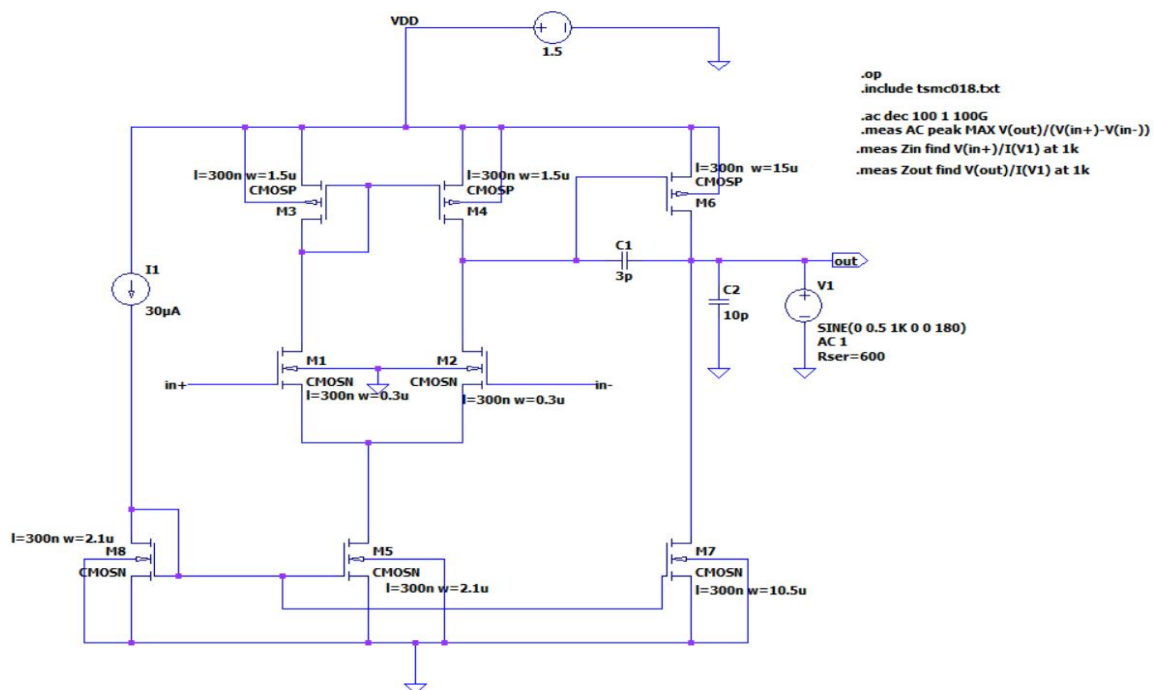 VDD
1.5
.op
.include tsmc018.txt
.ac dec 100 1 100G
.meas AC peak MAX V(out)/(V(in+)-V(in-))
.meas Zin find V(in+)/I(V1) at 1k
.meas Zout find V(out)/I(V1) at 1k
l=300n w=1.5u
CMOSP
M3
l=300n w=1.5u
CMOSP
M4
l=300n w=15u
CMOSP
M6
I1
30µA
C1
3p
out
C2
10p
V1
SINE(0 0.5 1K 0 0 180)
AC 1
Rser=600
in+
M1
CMOSN
l=300n w=0.3u
M2
CMOSN
l=300n w=0.3u
in-
l=300n w=2.1u
M8
CMOSN
M5
CMOSN
l=300n w=2.1u
M7
CMOSN
l=300n w=10.5u